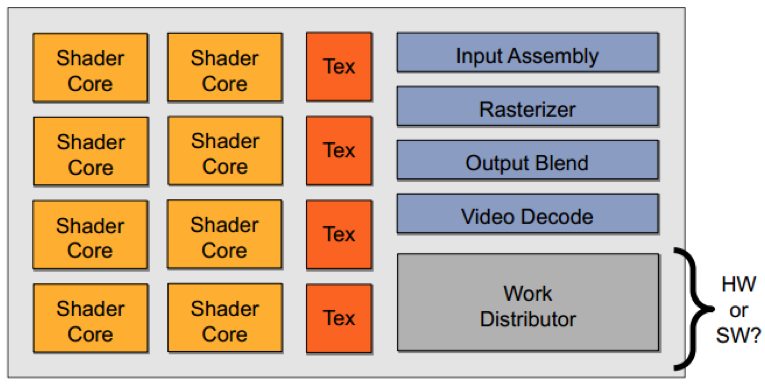 Shader
Core
Shader
Core
Tex
Input Assembly
Shader
Core
Shader
Core
Tex
Rasterizer
Output Blend
Shader
Core
Shader
Core
Tex
Video Decode
Shader
Core
Shader
Core
Tex
Work
Distributor
HW
or
SW?